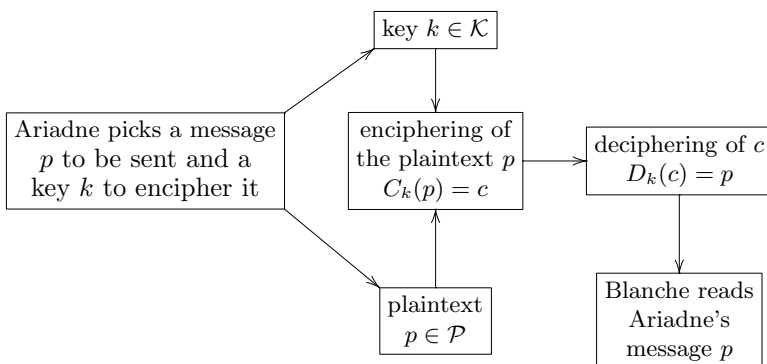 key k ∈ 𝒦
Ariadne picks a message
p to be sent and a
key k to encipher it
enciphering of
the plaintext p
C_k(p) = c
deciphering of c
D_k(c) = p
plaintext
p ∈ 𝒫
Blanche reads
Ariadne's
message p